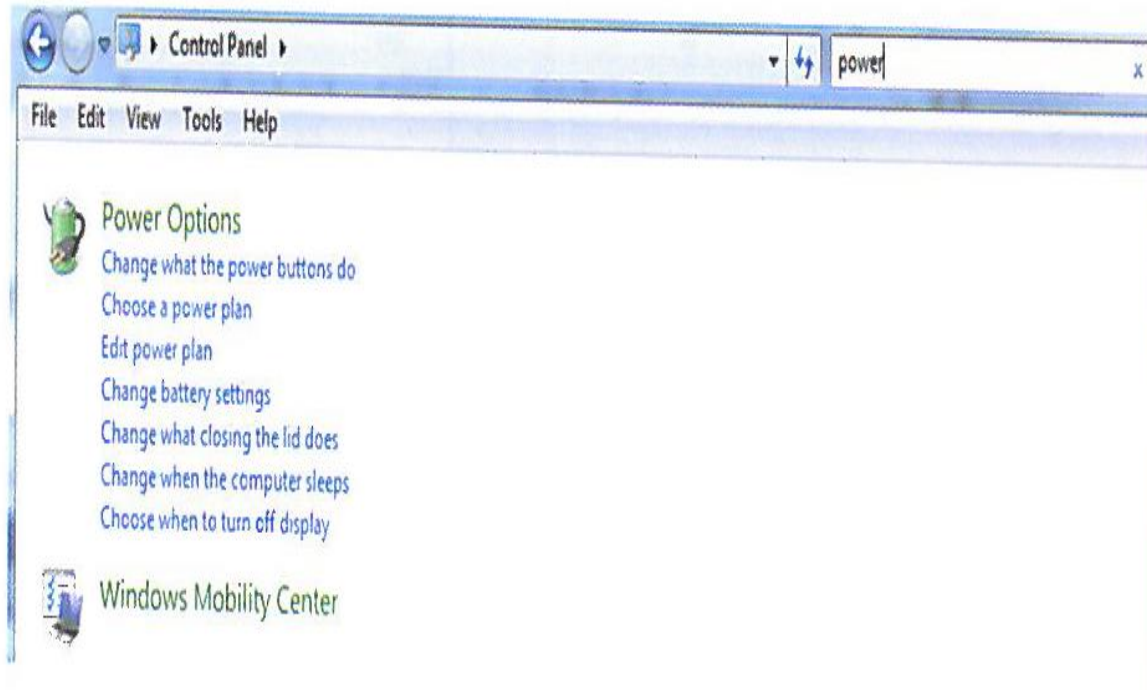 Control Panel
power
x
File Edit View Tools Help
Power Options
Change what the power buttons do
Choose a power plan
Edit power plan
Change battery settings
Change what closing the lid does
Change when the computer sleeps
Choose when to turn off display
Windows Mobility Center